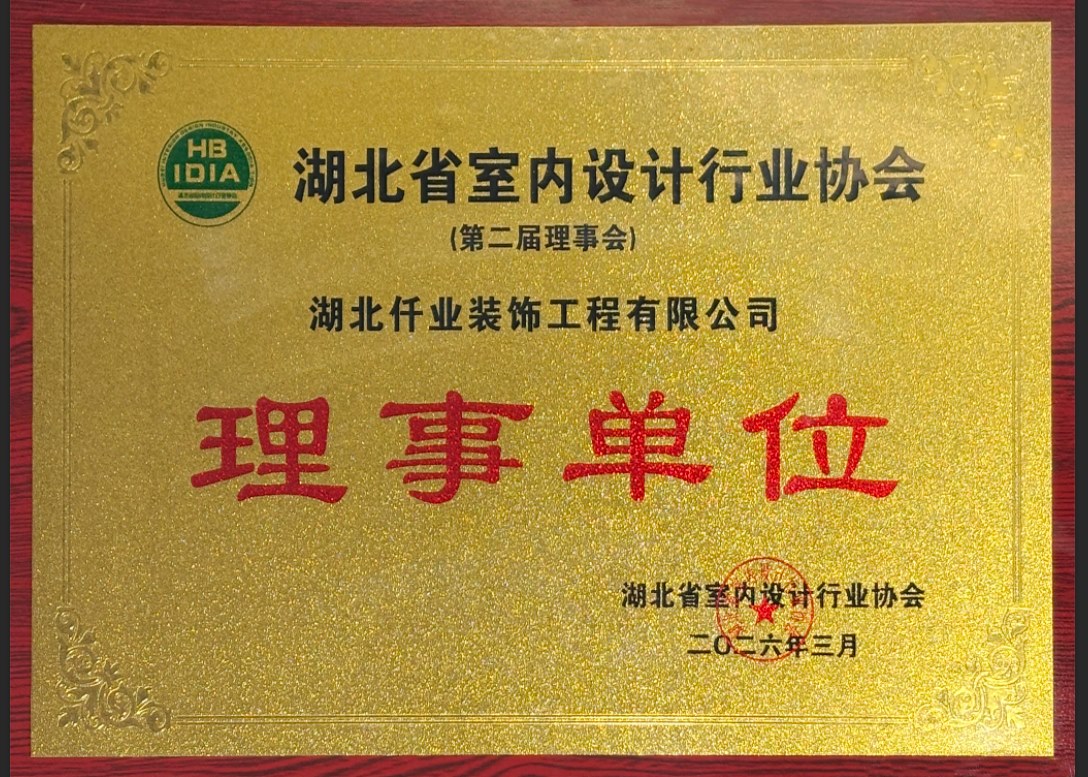 HB
IDIA
湖北省室内设计行业协会
(第二届理事会)
湖北仟业装饰工程有限公司
理事单位
湖北省室内设计行业协会
二〇二六年三月